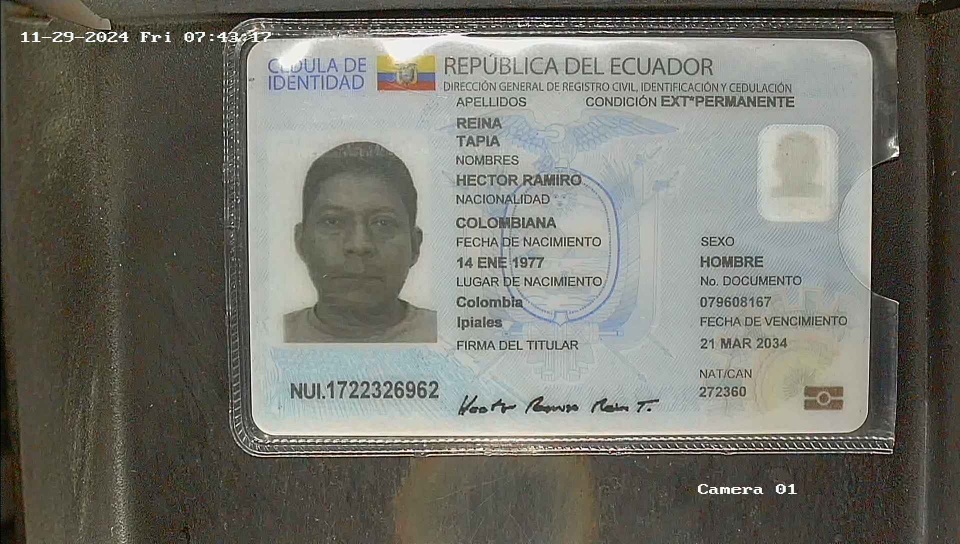 11-29-2024 Fri 07:43:17
CÉDULA DE
IDENTIDAD
REPÚBLICA DEL ECUADOR
DIRECCIÓN GENERAL DE REGISTRO CIVIL, IDENTIFICACIÓN Y CEDULACIÓN
APELLIDOS
CONDICIÓN EXT*PERMANENTE
REINA
TAPIA
NOMBRES
HECTOR RAMIRO
NACIONALIDAD
COLOMBIANA
FECHA DE NACIMIENTO
14 ENE 1977
LUGAR DE NACIMIENTO
Colombia
Ipiales
FIRMA DEL TITULAR
SEXO
HOMBRE
No. DOCUMENTO
079608167
FECHA DE VENCIMIENTO
21 MAR 2034
NAT/CAN
272360
NUI.1722326962
Hector Ramiro Reina T.
Camera 01